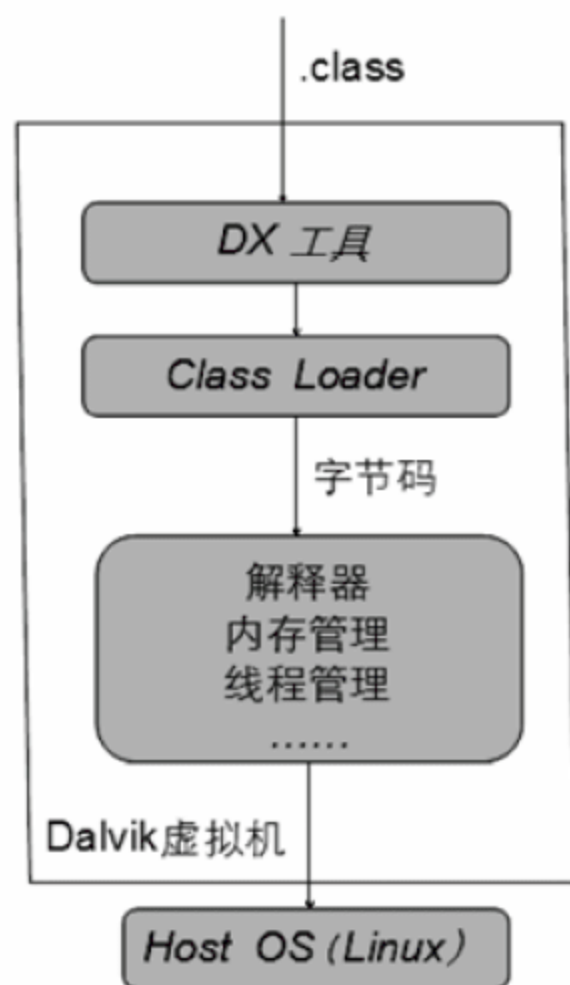 .class
DX 工具
Class Loader
字节码
解释器
内存管理
线程管理
......
Dalvik虚拟机
Host OS (Linux）